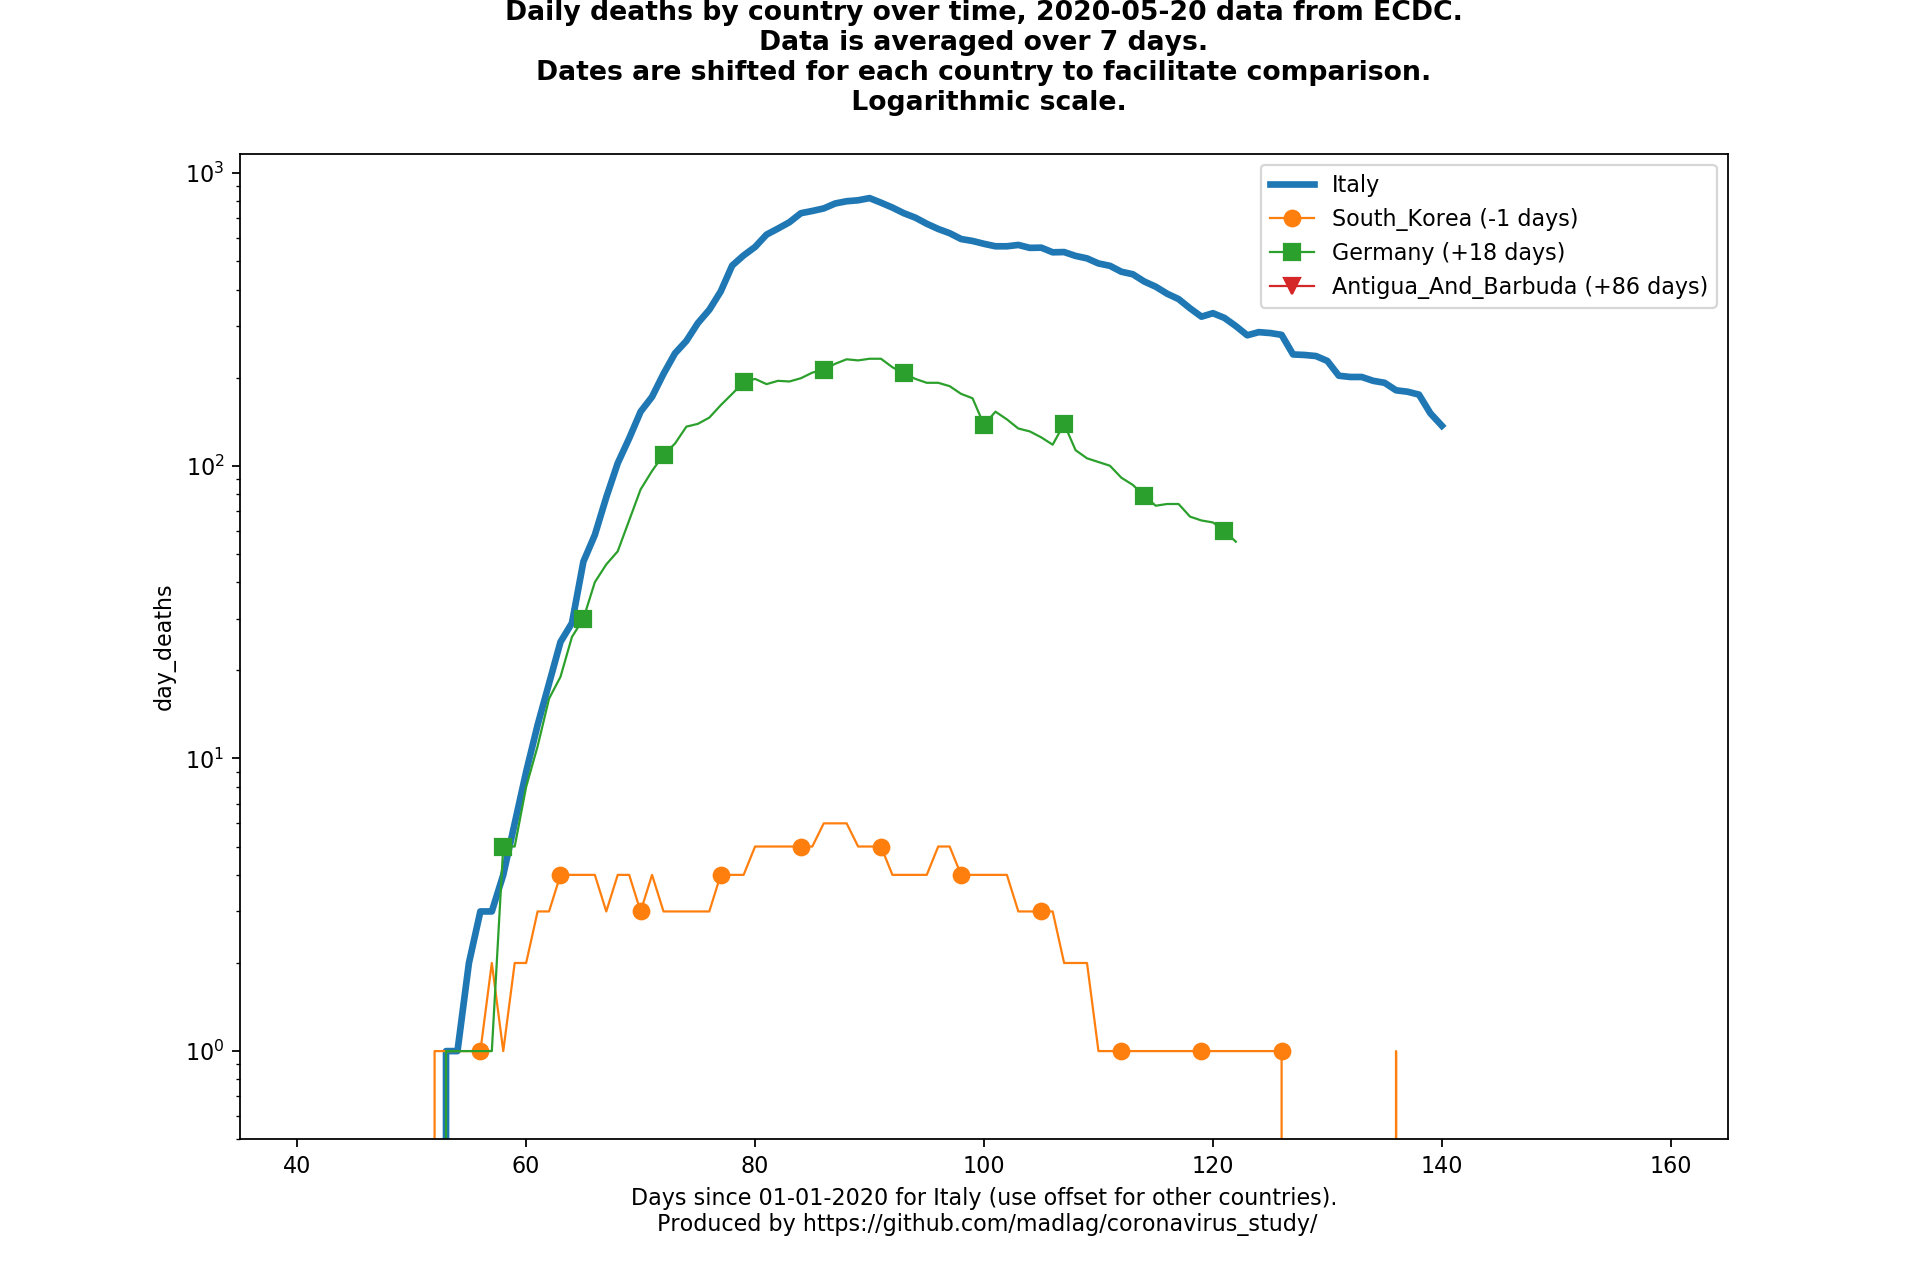 Daily deaths by country over time, 2020-05-20 data from ECDC.
Data is averaged over 7 days.
Dates are shifted for each country to facilitate comparison.
Logarithmic scale.
10³
10²
10¹
10⁰
day_deaths
Italy
South_Korea (-1 days)
Germany (+18 days)
Antigua_And_Barbuda (+86 days)
40 60 80 100 120 140 160
Days since 01-01-2020 for Italy (use offset for other countries).
Produced by https://github.com/madlag/coronavirus_study/